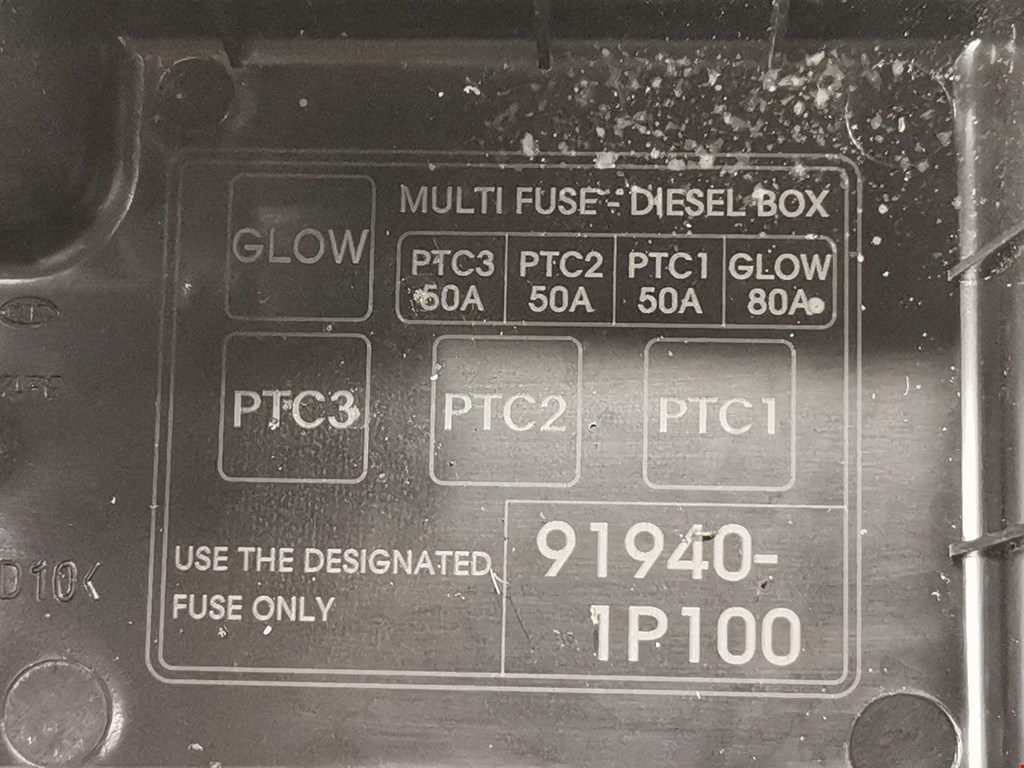 MULTI FUSE - DIESEL BOX
GLOW
PTC3 PTC2 PTC1 GLOW
50A 50A 50A 80A
PTC3 PTC2 PTC1
USE THE DESIGNATED
FUSE ONLY
91940-
1P100
D10<